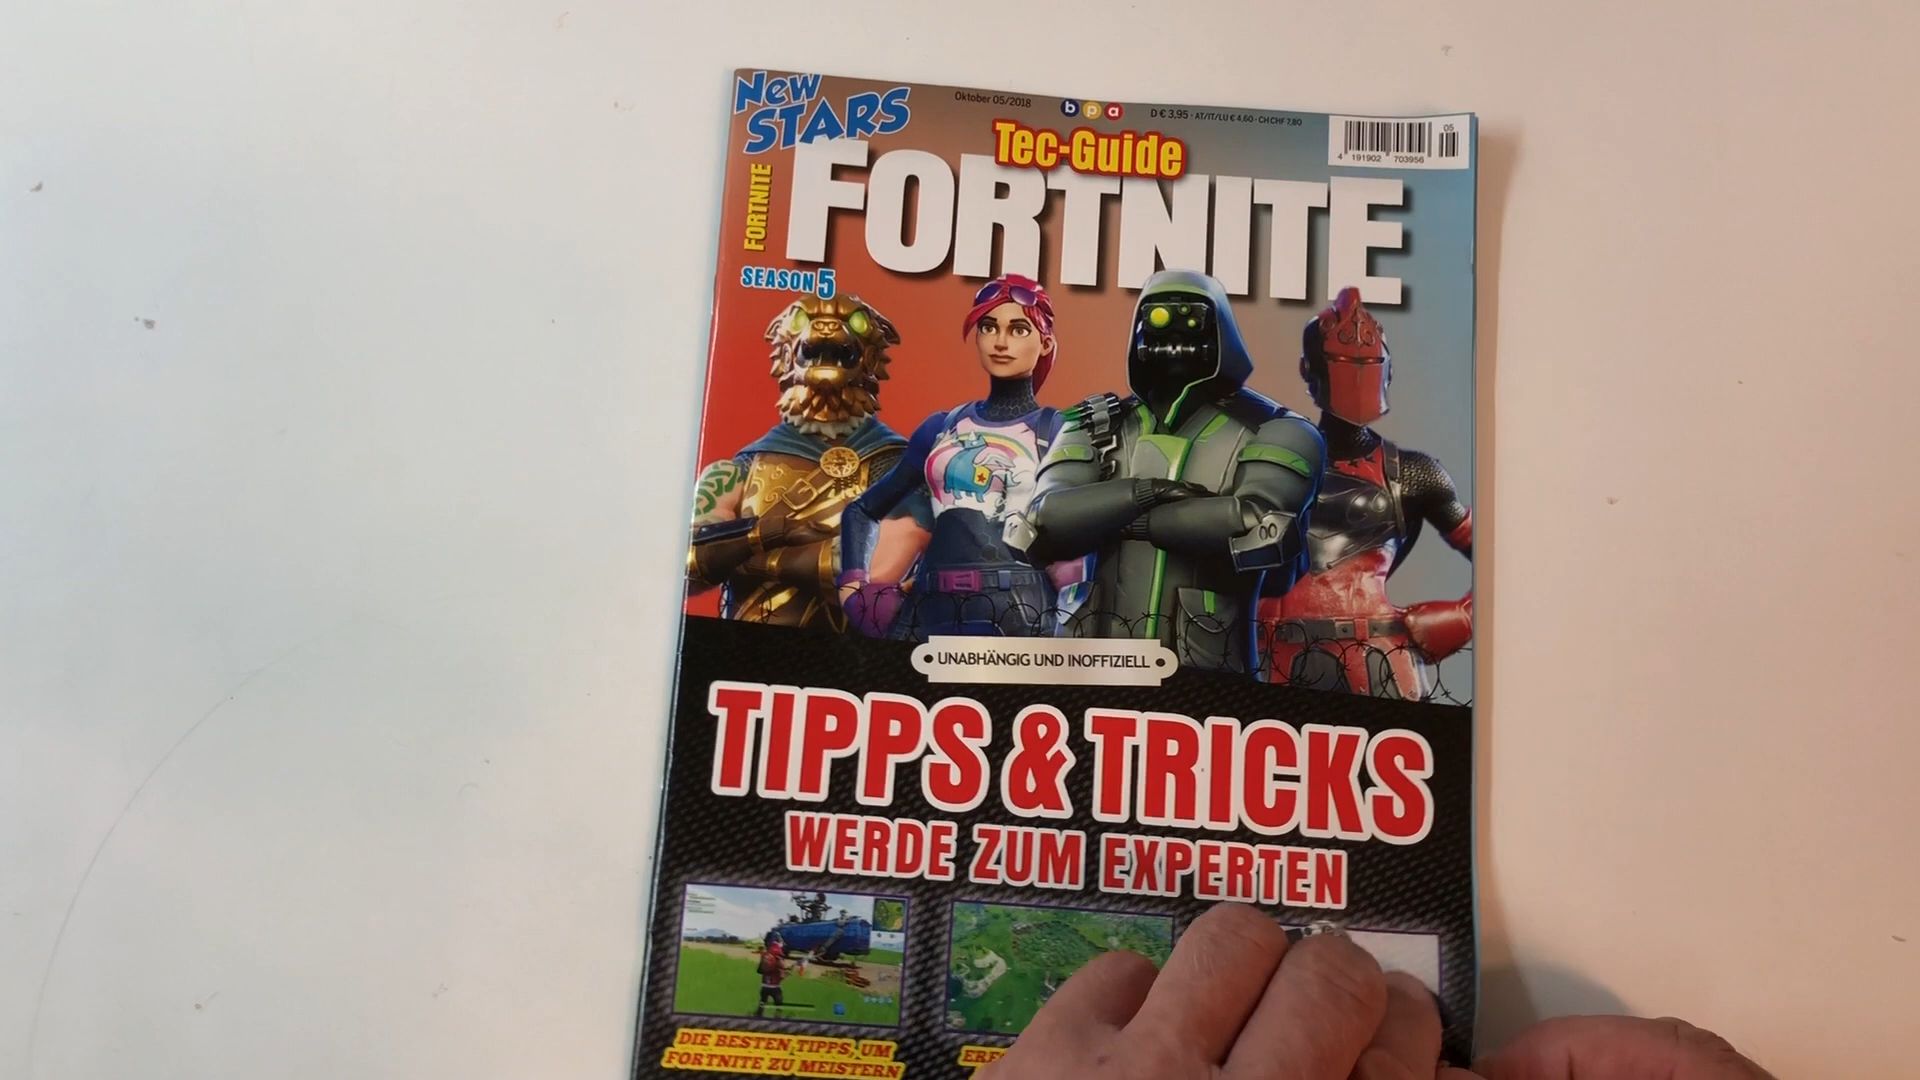 New
STARS
Oktober 05/2018
bpa
D € 3,95 · AT/IT/LU € 4,60 · CH CHF 7,80
05
4 191902 703956
Tec-Guide
FORTNITE
FORTNITE
SEASON 5
UNABHÄNGIG UND INOFFIZIELL
TIPPS & TRICKS
WERDE ZUM EXPERTEN
DIE BESTEN TIPPS, UM
FORTNITE ZU MEISTERN